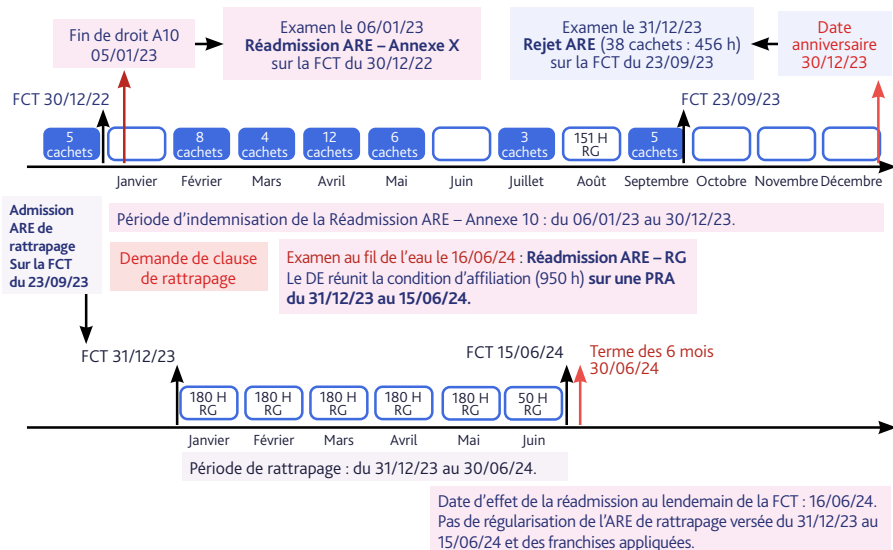 Fin de droit A10
05/01/23
Examen le 06/01/23
Réadmission ARE – Annexe X
sur la FCT du 30/12/22
Examen le 31/12/23
Rejet ARE (38 cachets : 456 h)
sur la FCT du 23/09/23
Date
anniversaire
30/12/23
FCT 30/12/22
FCT 23/09/23
5
cachets
8
cachets
4
cachets
12
cachets
6
cachets
3
cachets
151 H
RG
5
cachets
Janvier
Février
Mars
Avril
Mai
Juin
Juillet
Août
Septembre
Octobre
Novembre
Décembre
Admission
ARE de
rattrapage
Sur la FCT
du 23/09/23
Période d’indemnisation de la Réadmission ARE – Annexe 10 : du 06/01/23 au 30/12/23.
Demande de clause
de rattrapage
Examen au fil de l’eau le 16/06/24 : Réadmission ARE – RG
Le DE réunit la condition d’affiliation (950 h) sur une PRA
du 31/12/23 au 15/06/24.
FCT 31/12/23
FCT 15/06/24
Terme des 6 mois
30/06/24
180 H
RG
180 H
RG
180 H
RG
180 H
RG
180 H
RG
50 H
RG
Janvier
Février
Mars
Avril
Mai
Juin
Période de rattrapage : du 31/12/23 au 30/06/24.
Date d’effet de la réadmission au lendemain de la FCT : 16/06/24.
Pas de régularisation de l’ARE de rattrapage versée du 31/12/23 au
15/06/24 et des franchises appliquées.